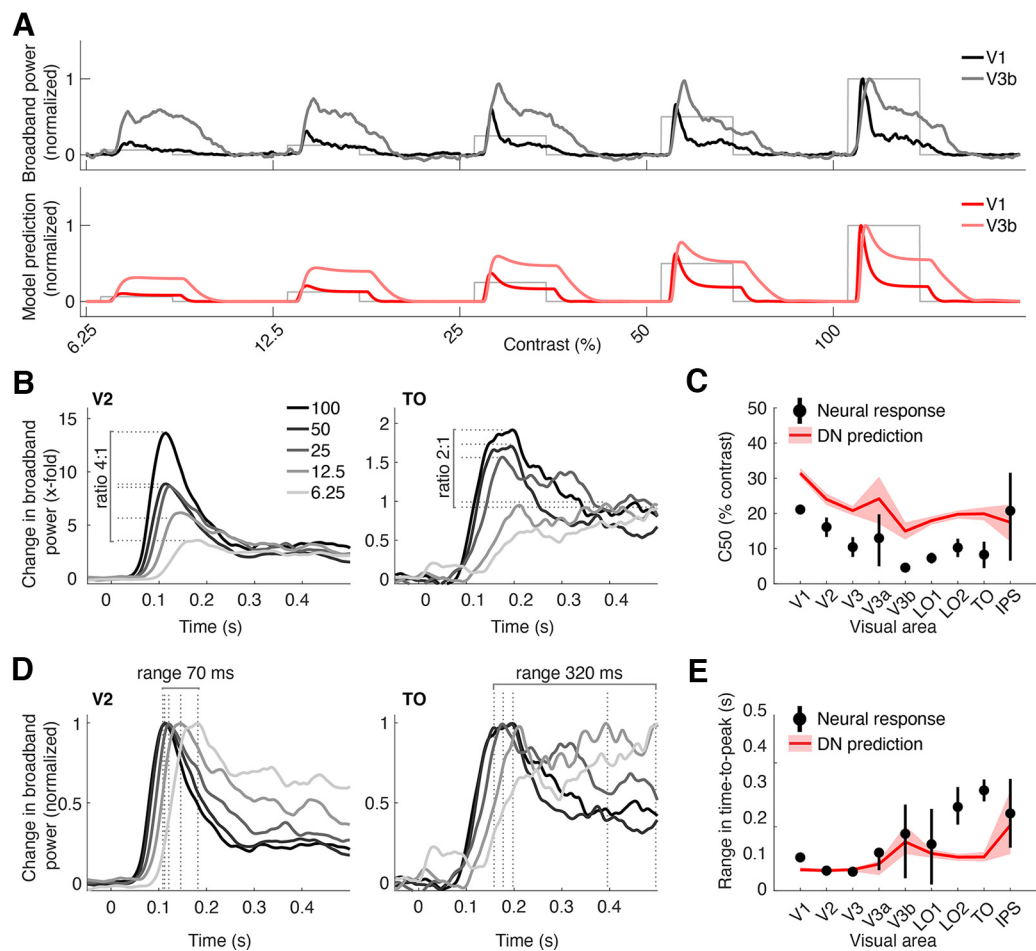 A
Broadband power
(normalized)
1
0
V1
V3b
Model prediction
(normalized)
1
0
V1
V3b
6.25
12.5
25
50
100
Contrast (%)
B
V2
Change in broadband
power (x-fold)
15
10
5
0
ratio 4:1
100
50
25
12.5
6.25
0
0.1
0.2
0.4
Time (s)
TO
2
1.5
1
0.5
0
ratio 2:1
0
0.1
0.2
0.4
Time (s)
C
C50 (% contrast)
50
40
30
20
10
0
Neural response
DN prediction
V1
V2
V3
V3a
V3b
LO1
LO2
TO
IPS
Visual area
D
range 70 ms
V2
Change in broadband
power (normalized)
1
0.5
0
0
0.1
0.2
0.4
Time (s)
range 320 ms
TO
1
0.5
0
0
0.1
0.2
0.4
Time (s)
E
Range in time-to-peak (s)
0.5
0.4
0.3
0.2
0.1
0
Neural response
DN prediction
V1
V2
V3
V3a
V3b
LO1
LO2
TO
IPS
Visual area